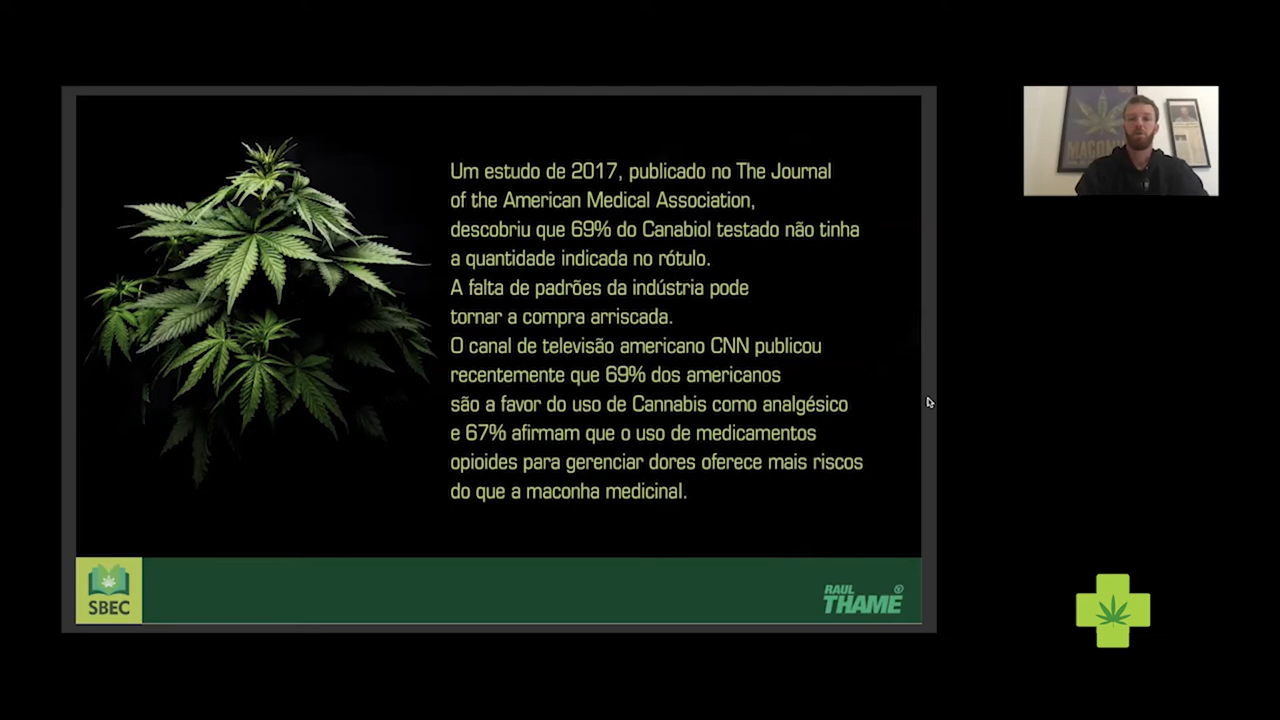 Um estudo de 2017, publicado no The Journal
of the American Medical Association,
descobriu que 69% do Canabiol testado não tinha
a quantidade indicada no rótulo.
A falta de padrões da indústria pode
tornar a compra arriscada.
O canal de televisão americano CNN publicou
recentemente que 69% dos americanos
são a favor do uso de Cannabis como analgésico
e 67% afirmam que o uso de medicamentos
opioides para gerenciar dores oferece mais riscos
do que a maconha medicinal.
SBEC
RAUL
THAME